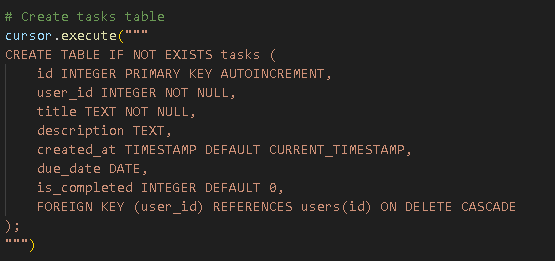 # Create tasks table
cursor.execute("""
CREATE TABLE IF NOT EXISTS tasks (
    id INTEGER PRIMARY KEY AUTOINCREMENT,
    user_id INTEGER NOT NULL,
    title TEXT NOT NULL,
    description TEXT,
    created_at TIMESTAMP DEFAULT CURRENT_TIMESTAMP,
    due_date DATE,
    is_completed INTEGER DEFAULT 0,
    FOREIGN KEY (user_id) REFERENCES users(id) ON DELETE CASCADE
);
""")